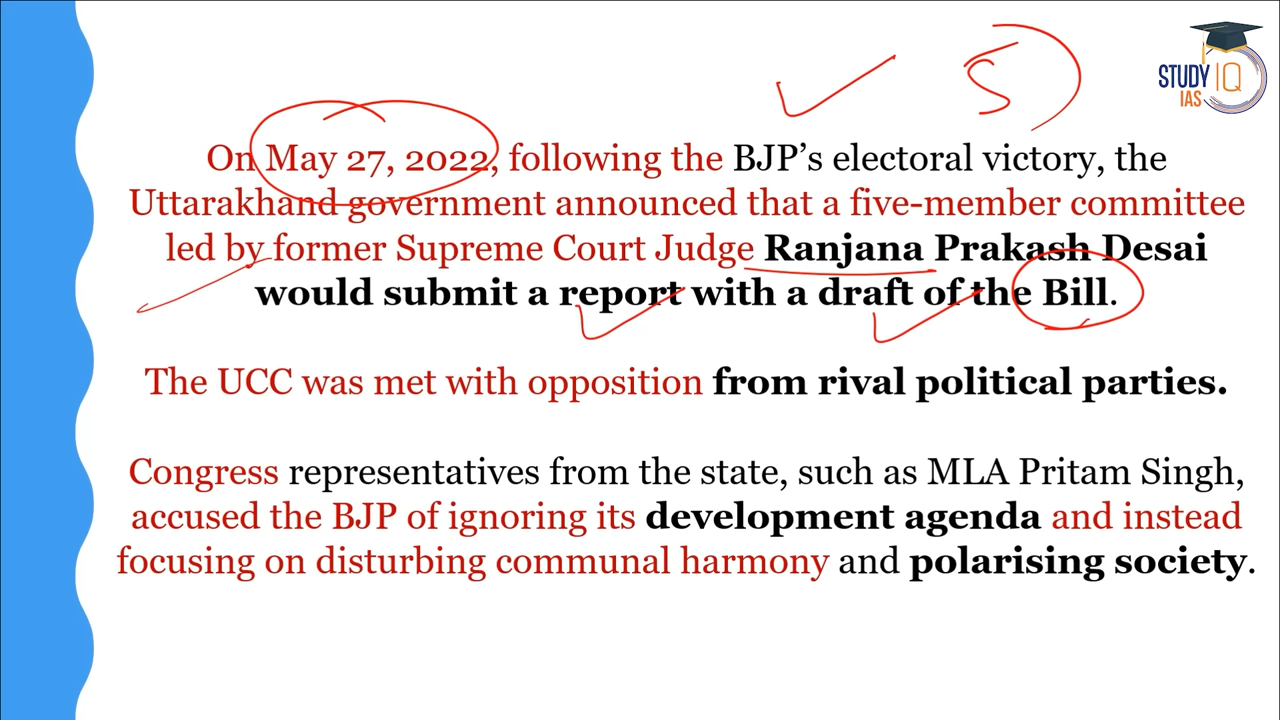 5
STUDY IQ
IAS
On May 27, 2022, following the BJP's electoral victory, the
Uttarakhand government announced that a five-member committee
led by former Supreme Court Judge Ranjana Prakash Desai
would submit a report with a draft of the Bill.
The UCC was met with opposition from rival political parties.
Congress representatives from the state, such as MLA Pritam Singh,
accused the BJP of ignoring its development agenda and instead
focusing on disturbing communal harmony and polarising society.